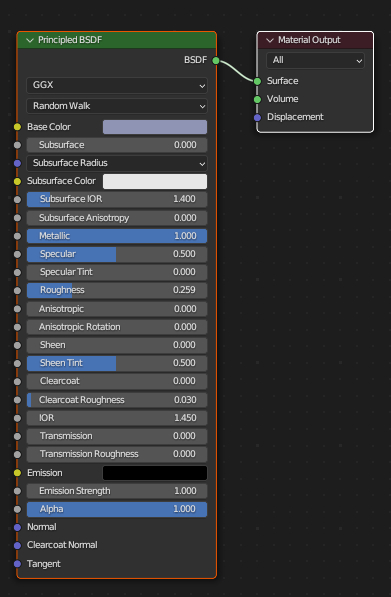 Principled BSDF
BSDF
GGX
Random Walk
Base Color
Subsurface 0.000
Subsurface Radius
Subsurface Color
Subsurface IOR 1.400
Subsurface Anisotropy 0.000
Metallic 1.000
Specular 0.500
Specular Tint 0.000
Roughness 0.259
Anisotropic 0.000
Anisotropic Rotation 0.000
Sheen 0.000
Sheen Tint 0.500
Clearcoat 0.000
Clearcoat Roughness 0.030
IOR 1.450
Transmission 0.000
Transmission Roughness 0.000
Emission
Emission Strength 1.000
Alpha 1.000
Normal
Clearcoat Normal
Tangent
Material Output
All
Surface
Volume
Displacement